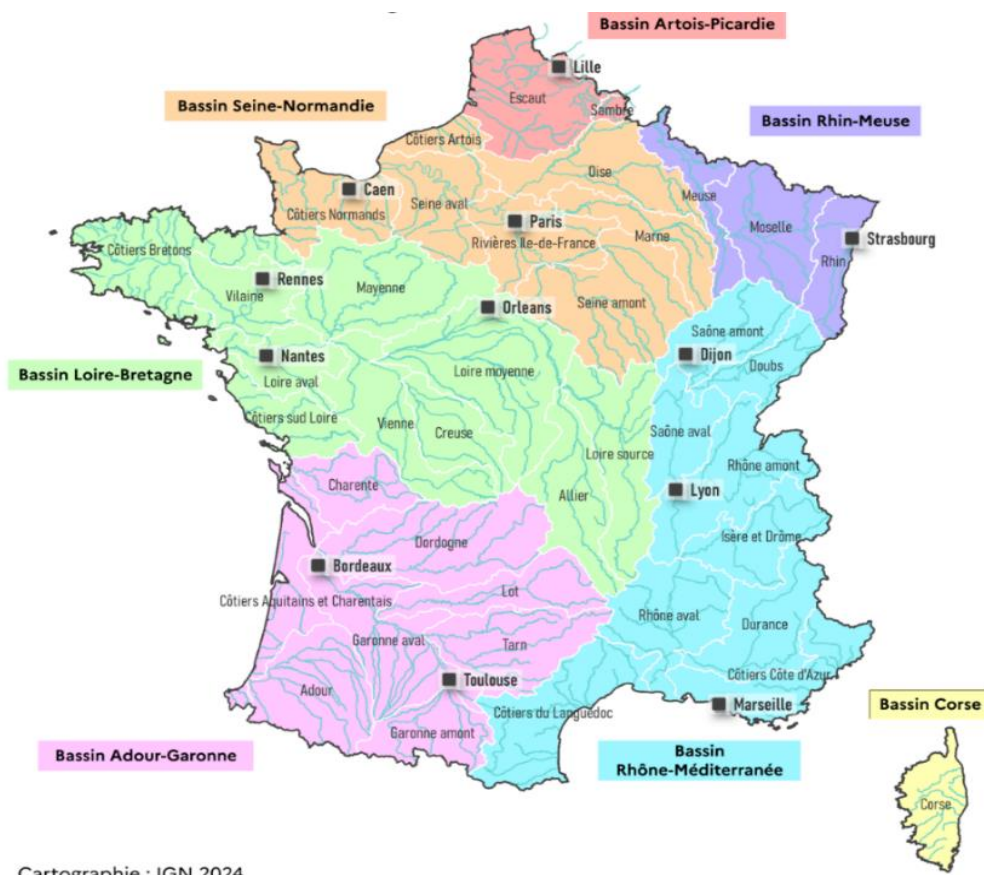 Bassin Artois-Picardie
Lille
Escaut
Sambre
Bassin Seine-Normandie
Bassin Rhin-Meuse
Côtiers Artois
Oise
Caen
Seine aval
Meuse
Côtiers Normands
Paris
Rivières Ile-de-France
Marne
Moselle
Strasbourg
Rhin
Côtiers Bretons
Rennes
Mayenne
Vilaine
Orleans
Seine amont
Saône amont
Nantes
Dijon
Doubs
Bassin Loire-Bretagne
Loire aval
Loire moyenne
Côtiers sud Loire
Vienne
Creuse
Saône aval
Loire source
Rhône amont
Charente
Allier
Lyon
Dordogne
Isère et Drôme
Bordeaux
Lot
Côtiers Aquitains et Charentais
Rhône aval
Durance
Garonne aval
Tarn
Adour
Toulouse
Côtiers Côte d'Azur
Côtiers du Languedoc
Marseille
Bassin Corse
Garonne amont
Bassin Adour-Garonne
Bassin
Rhône-Méditerranée
Corse
Cartographie : IGN 2024